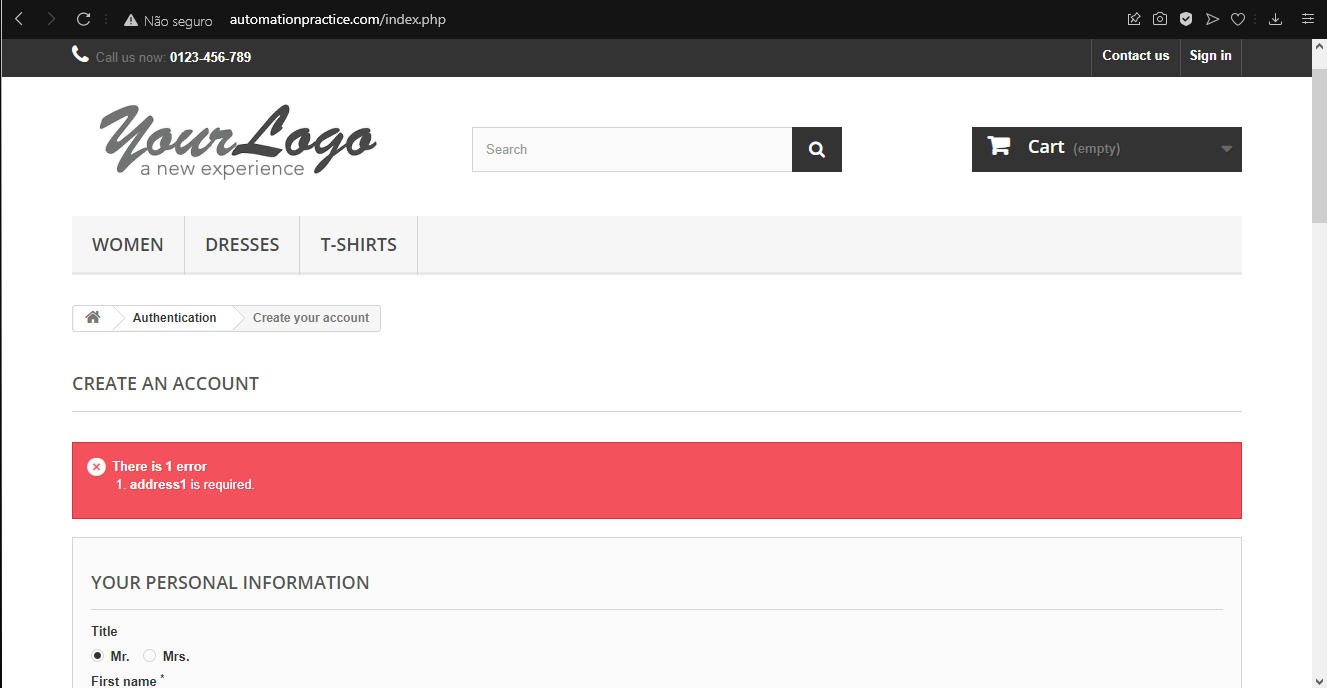 Não seguro automationpractice.com/index.php
Call us now: 0123-456-789 Contact us Sign in
Your Logo
a new experience
Search
Cart (empty)
WOMEN DRESSES T-SHIRTS
Authentication Create your account
CREATE AN ACCOUNT
There is 1 error
1. address1 is required.
YOUR PERSONAL INFORMATION
Title
Mr. Mrs.
First name *